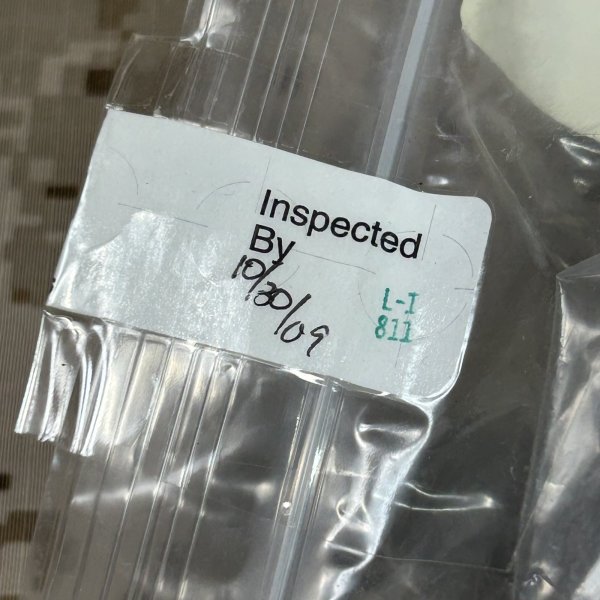 Inspected
By
10/30/09
L-I
811